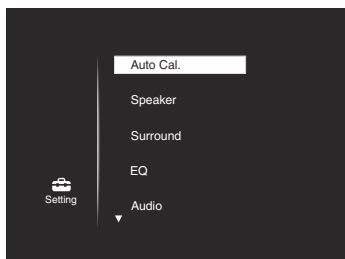 Auto Cal.
Speaker
Surround
EQ
Setting
Audio